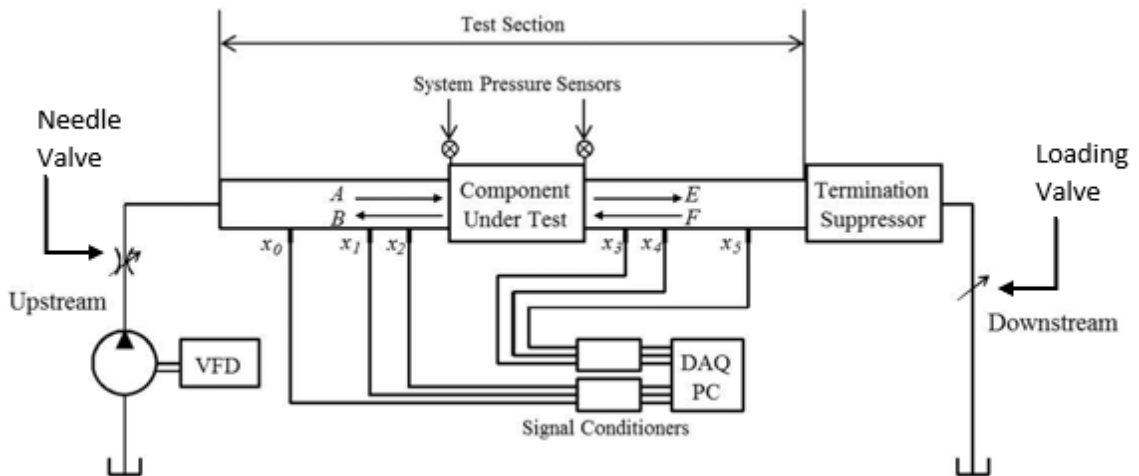 Test Section
System Pressure Sensors
Needle
Valve
Loading
Valve
A
B
Component
Under Test
E
F
Termination
Suppressor
x0
x1
x2
x3
x4
x5
Upstream
Downstream
VFD
DAQ
PC
Signal Conditioners